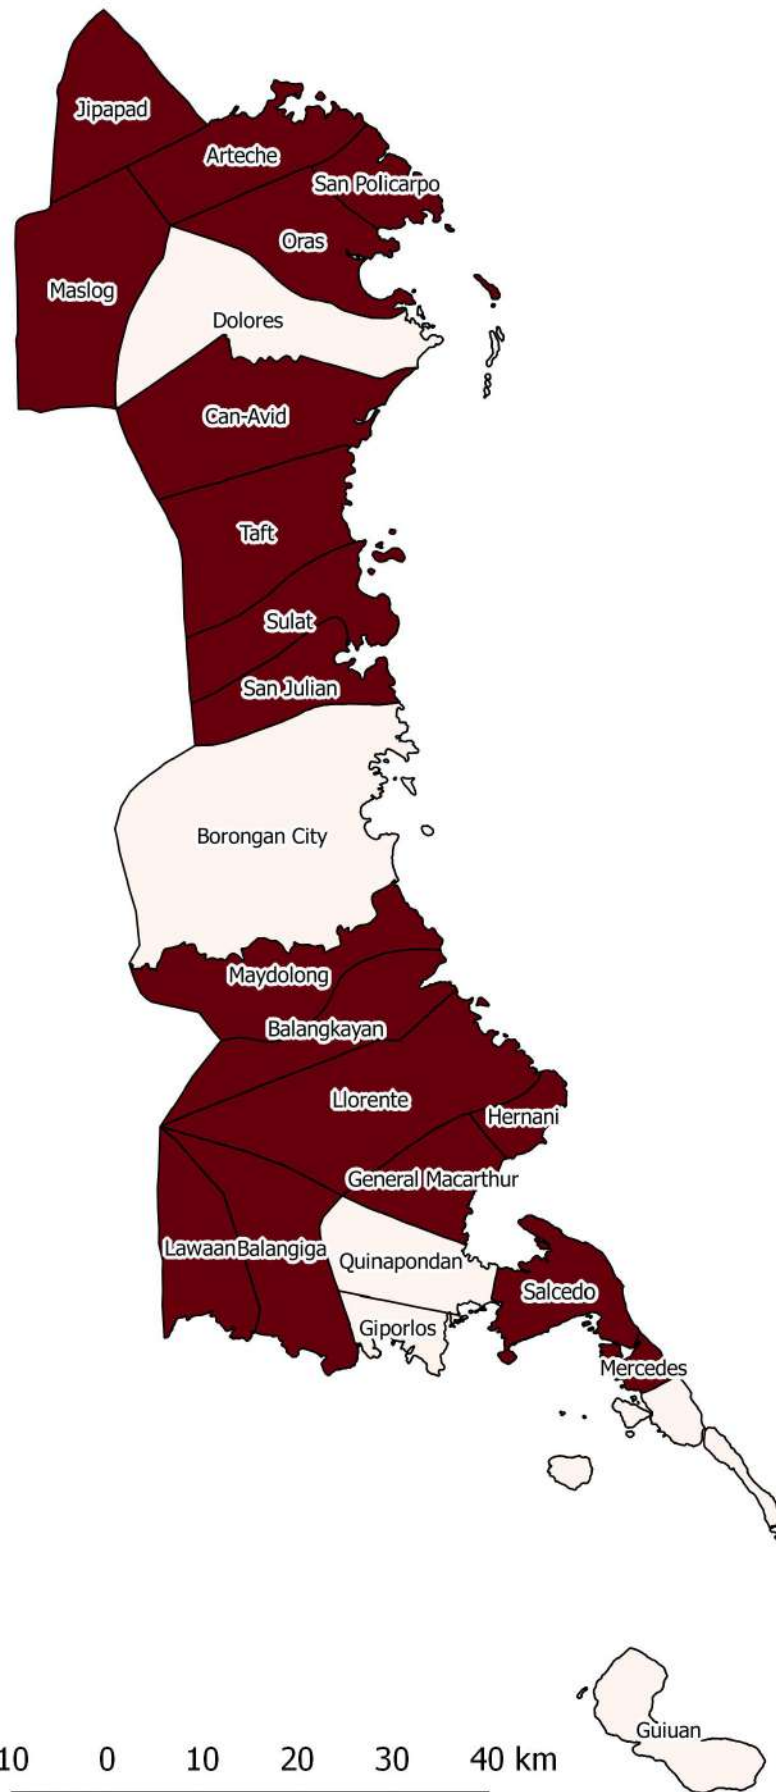 Jipapad
Arteche
San Policarpo
Oras
Maslog
Dolores
Can-Avid
Taft
Sulat
San Julian
Borongan City
Maydolong
Balangkayan
Llorente
Hernani
General Macarthur
Lawaan Balangiga
Quinapondan
Salcedo
Giporlos
Mercedes
Guiuan
10 0 10 20 30 40 km